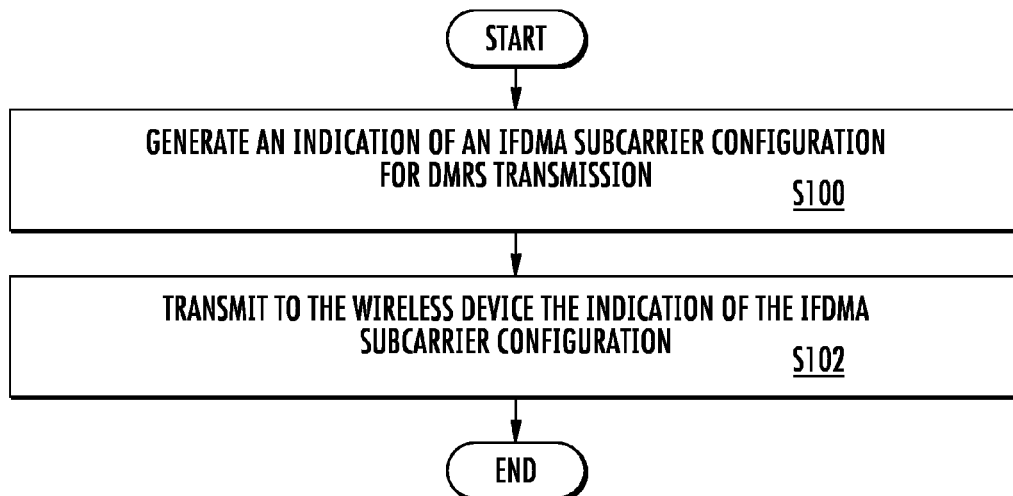 START
GENERATE AN INDICATION OF AN IFDMA SUBCARRIER CONFIGURATION
FOR DMRS TRANSMISSION
S100
TRANSMIT TO THE WIRELESS DEVICE THE INDICATION OF THE IFDMA
SUBCARRIER CONFIGURATION
S102
END